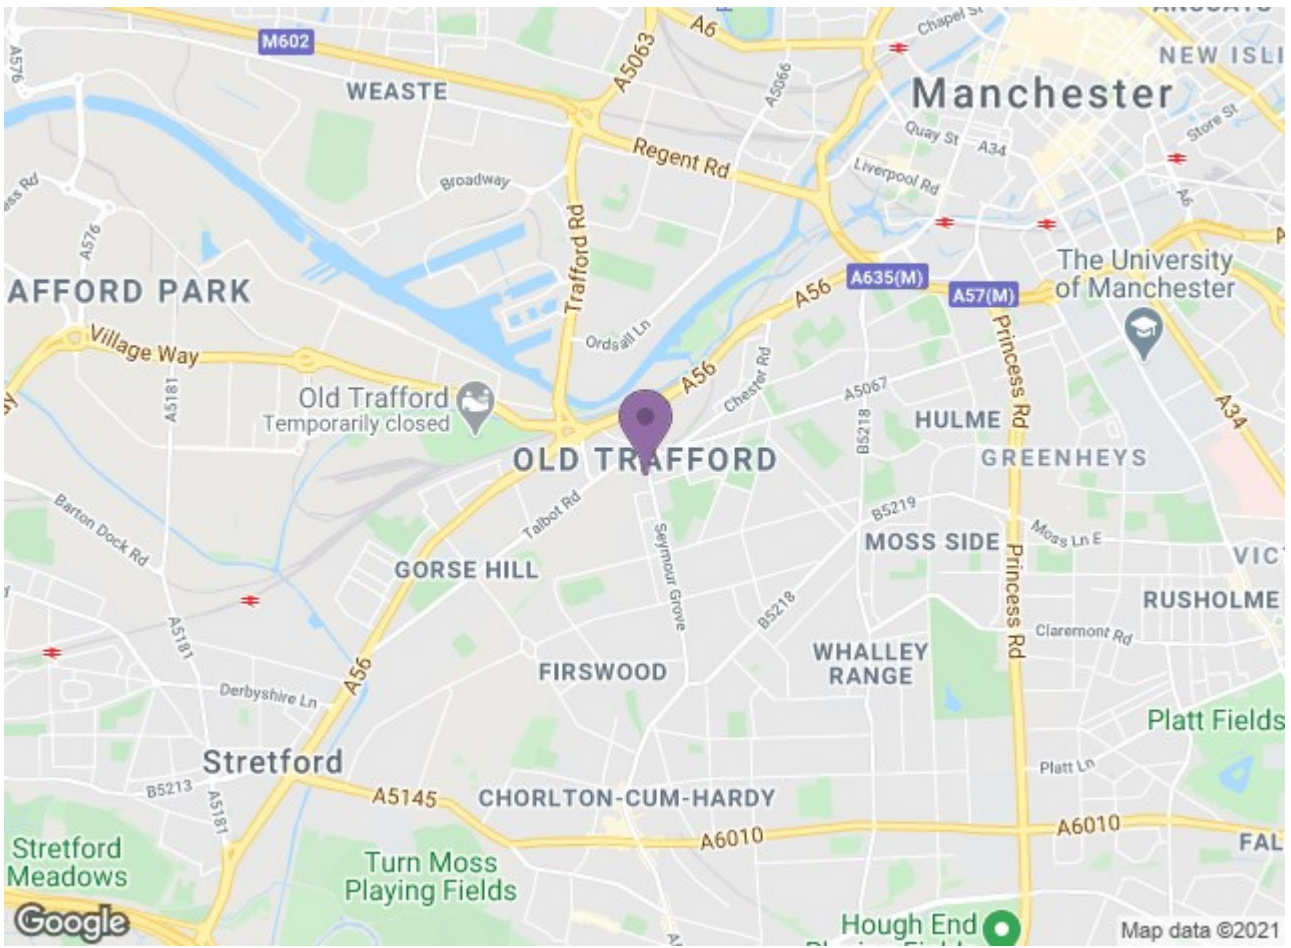 A576
M602
A5063
A6
Chapel St
NEW ISLI
WEASTE
A5066
Manchester
Store St
Quay St
A34
Regent Rd
Liverpool Rd
Broadway
A6
A576
Trafford Rd
AFFORD PARK
A56
A635(M)
A57(M)
The University
of Manchester
Village Way
Ordsall Ln
Princess Rd
A5181
Old Trafford
Temporarily closed
A56
Chester Rd
A5067
B5218
HULME
A34
OLD TRAFFORD
GREENHEYS
Barton Dock Rd
Talbot Rd
Seymour Grove
B5219
MOSS SIDE
Moss Ln E
Princess Rd
VIC
GORSE HILL
RUSHOLME
B5218
A5181
Claremont Rd
A56
FIRSWOOD
WHALLEY
RANGE
Derbyshire Ln
Platt Fields
Stretford
Platt Ln
B5213
A5181
A5145
CHORLTON-CUM-HARDY
A6010
A6010
FAL
Stretford
Meadows
Turn Moss
Playing Fields
Hough End
Google
Map data ©2021